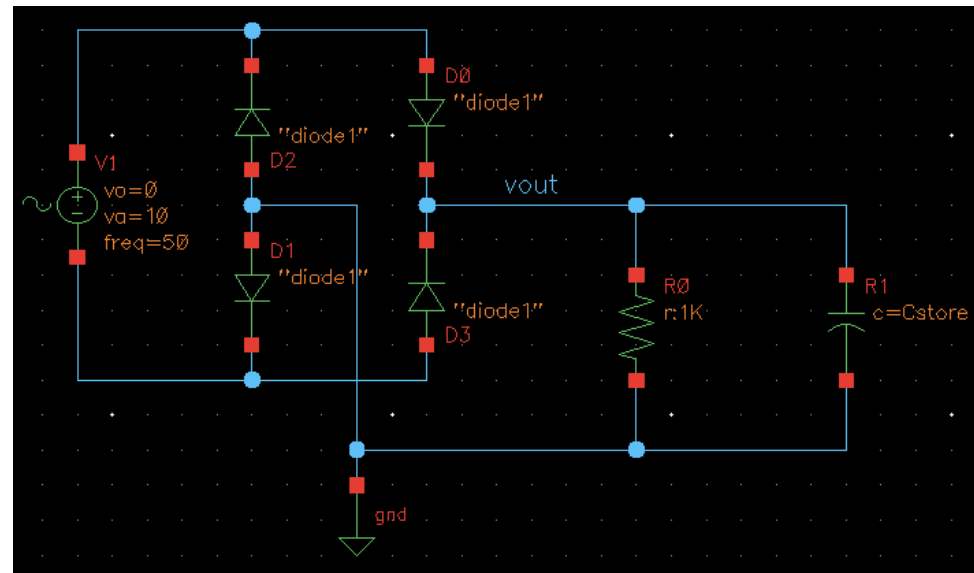 D0
"diode1"
"diode1"
D2
V1
vo=0
va=10
freq=50
vout
D1
"diode1"
"diode1"
D3
R0
r:1K
R1
c=Cstore
gnd